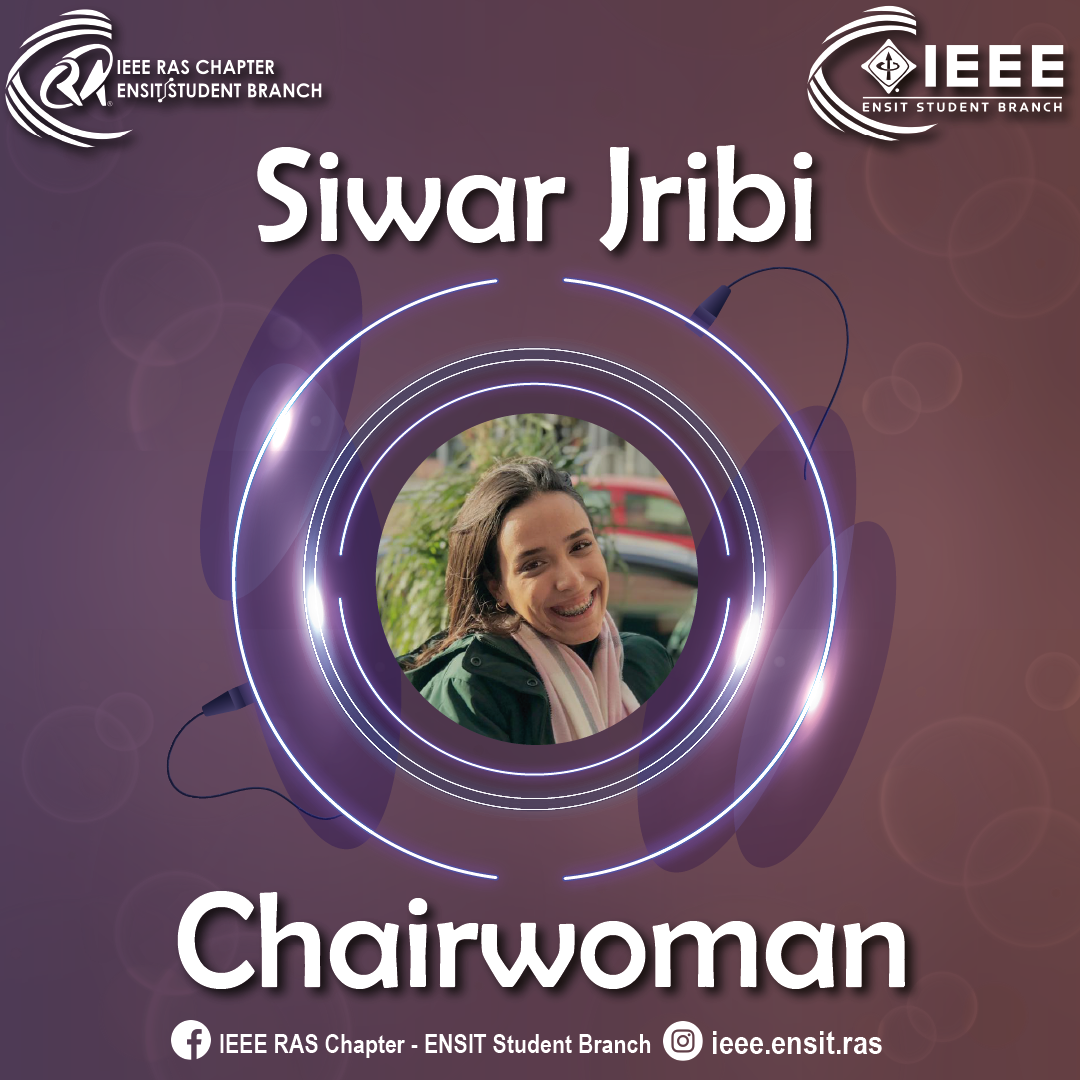 IEEE RAS CHAPTER
ENSIT STUDENT BRANCH
IEEE
ENSIT STUDENT BRANCH
Siwar Jribi
Chairwoman
IEEE RAS Chapter - ENSIT Student Branch
ieee.ensit.ras